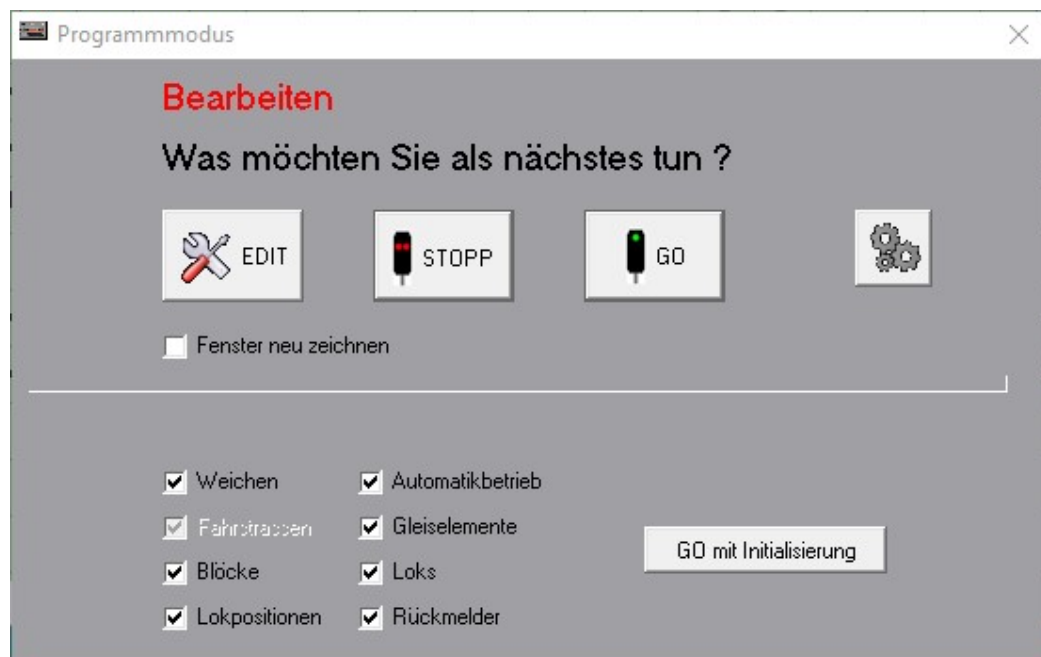 Programmmodus
Bearbeiten
Was möchten Sie als nächstes tun ?
EDIT
STOPP
GO
Fenster neu zeichnen
Weichen
Automatikbetrieb
Fahrstrassen
Gleiselemente
Blöcke
Loks
GO mit Initialisierung
Lokpositionen
Rückmelder